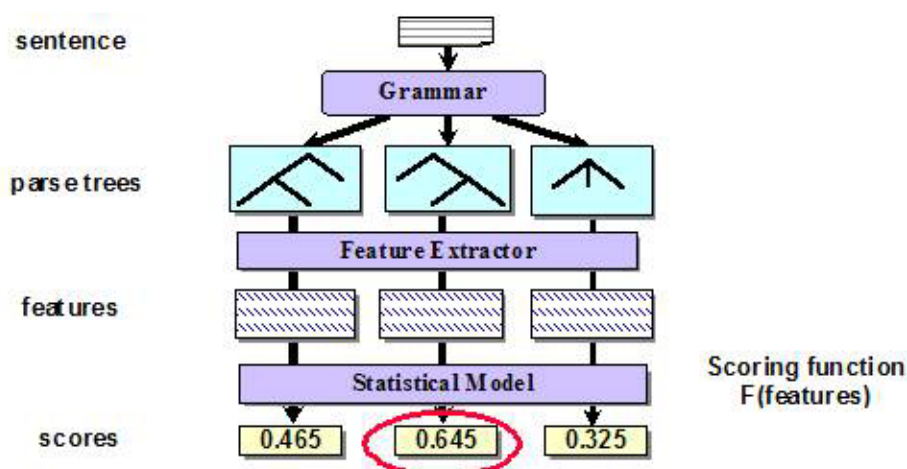 sentence
Grammar
parse trees
Feature Extractor
features
Statistical Model
Scoring function
F(features)
scores
0.465
0.645
0.325